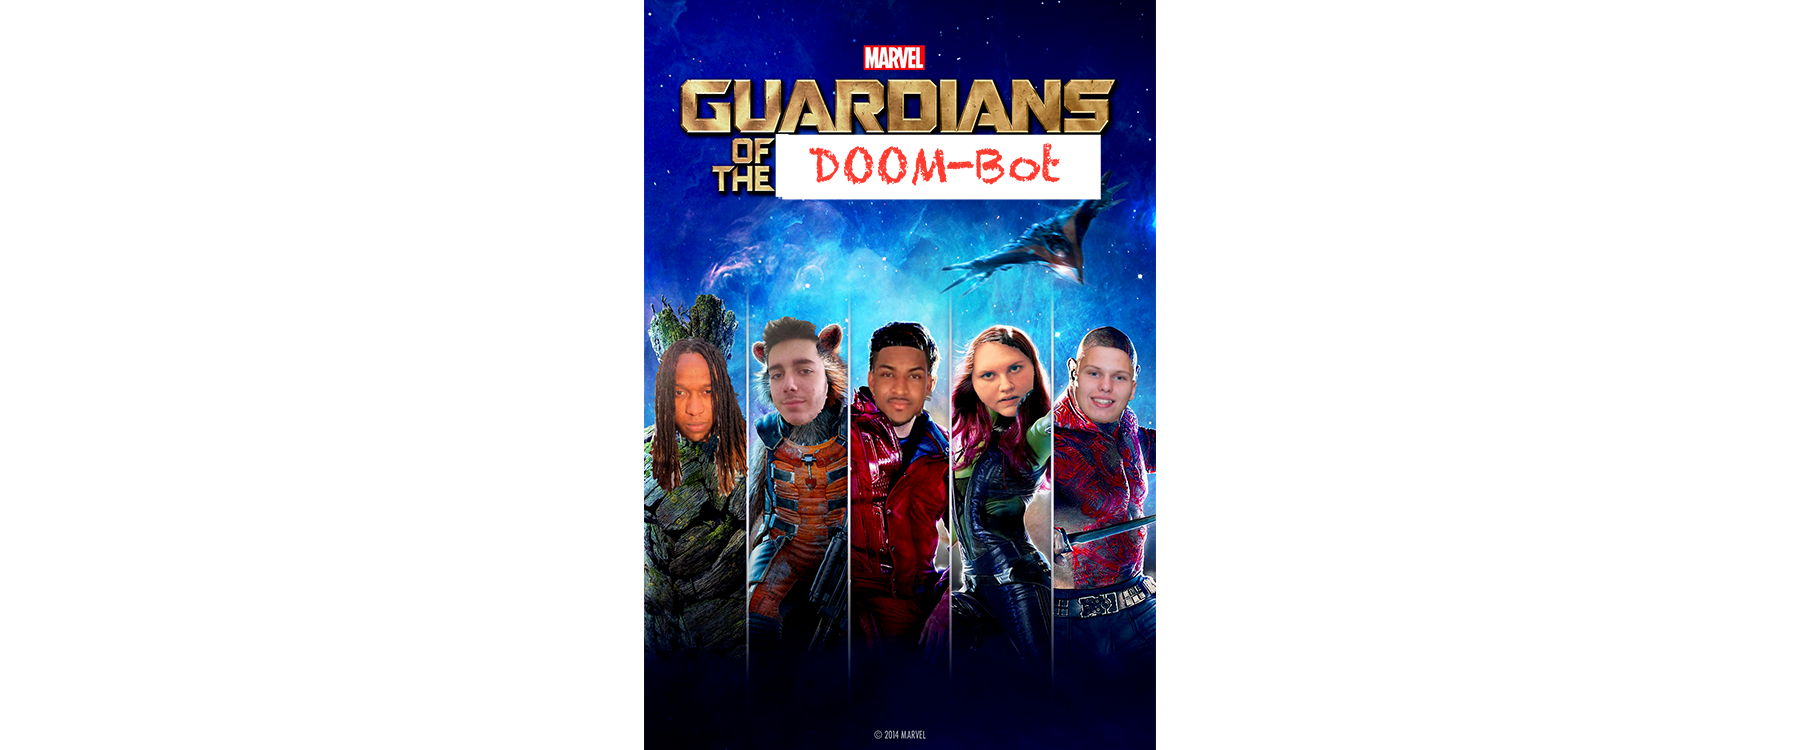 MARVEL
GUARDIANS
OF
THE DOOM-Bot
© 2014 MARVEL